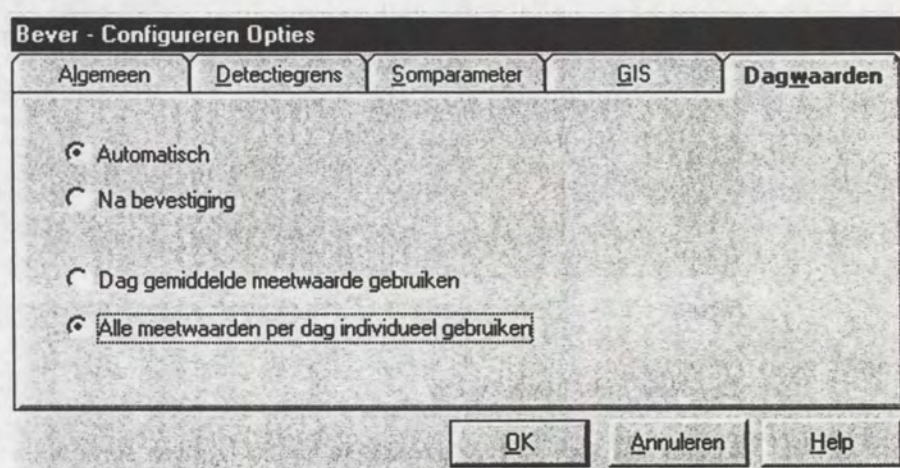 Bever - Configureren Opties
Algemeen Detectiegrens Somparameter GIS Dagwaarden
Automatisch
Na bevestiging
Dag gemiddelde meetwaarde gebruiken
Alle meetwaarden per dag individueel gebruiken
OK Annuleren Help